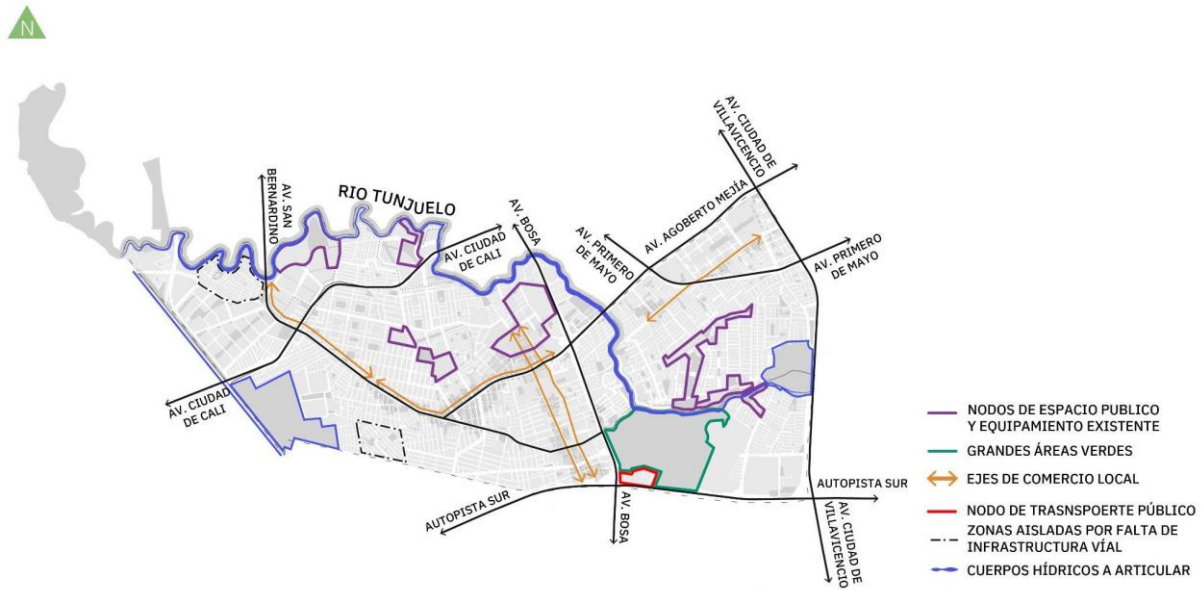 N
AV. CIUDAD DE
VILLAVICENCIO
AV. SAN
BERNARDINO
RIO TUNJUELO
AV. BOSA
AV. AGOBERTO MEJÍA
AV. CIUDAD
DE CALI
AV. PRIMERO
DE MAYO
AV. PRIMERO
DE MAYO
AV. CIUDAD
DE CALI
AUTOPISTA SUR
AV. BOSA
AUTOPISTA SUR
AV. CIUDAD DE
VILLAVICENCIO
NODOS DE ESPACIO PUBLICO
Y EQUIPAMIENTO EXISTENTE
GRANDES ÁREAS VERDES
EJES DE COMERCIO LOCAL
NODO DE TRASNSPOERTE PÚBLICO
ZONAS AISLADAS POR FALTA DE
INFRASTRUCTURA VÍAL
CUERPOS HÍDRICOS A ARTICULAR